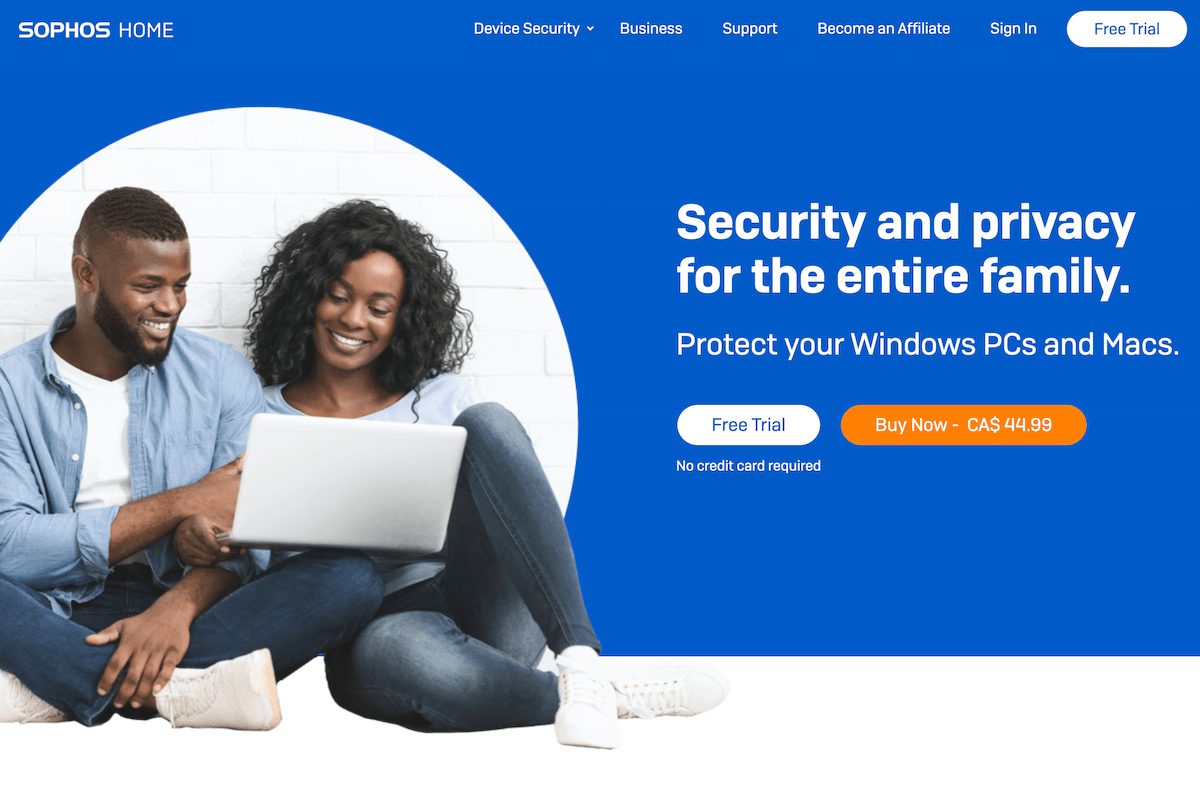 SOPHOS HOME
Device Security
Business
Support
Become an Affiliate
Sign In
Free Trial
Security and privacy
for the entire family.
Protect your Windows PCs and Macs.
Free Trial
Buy Now - CA$ 44.99
No credit card required